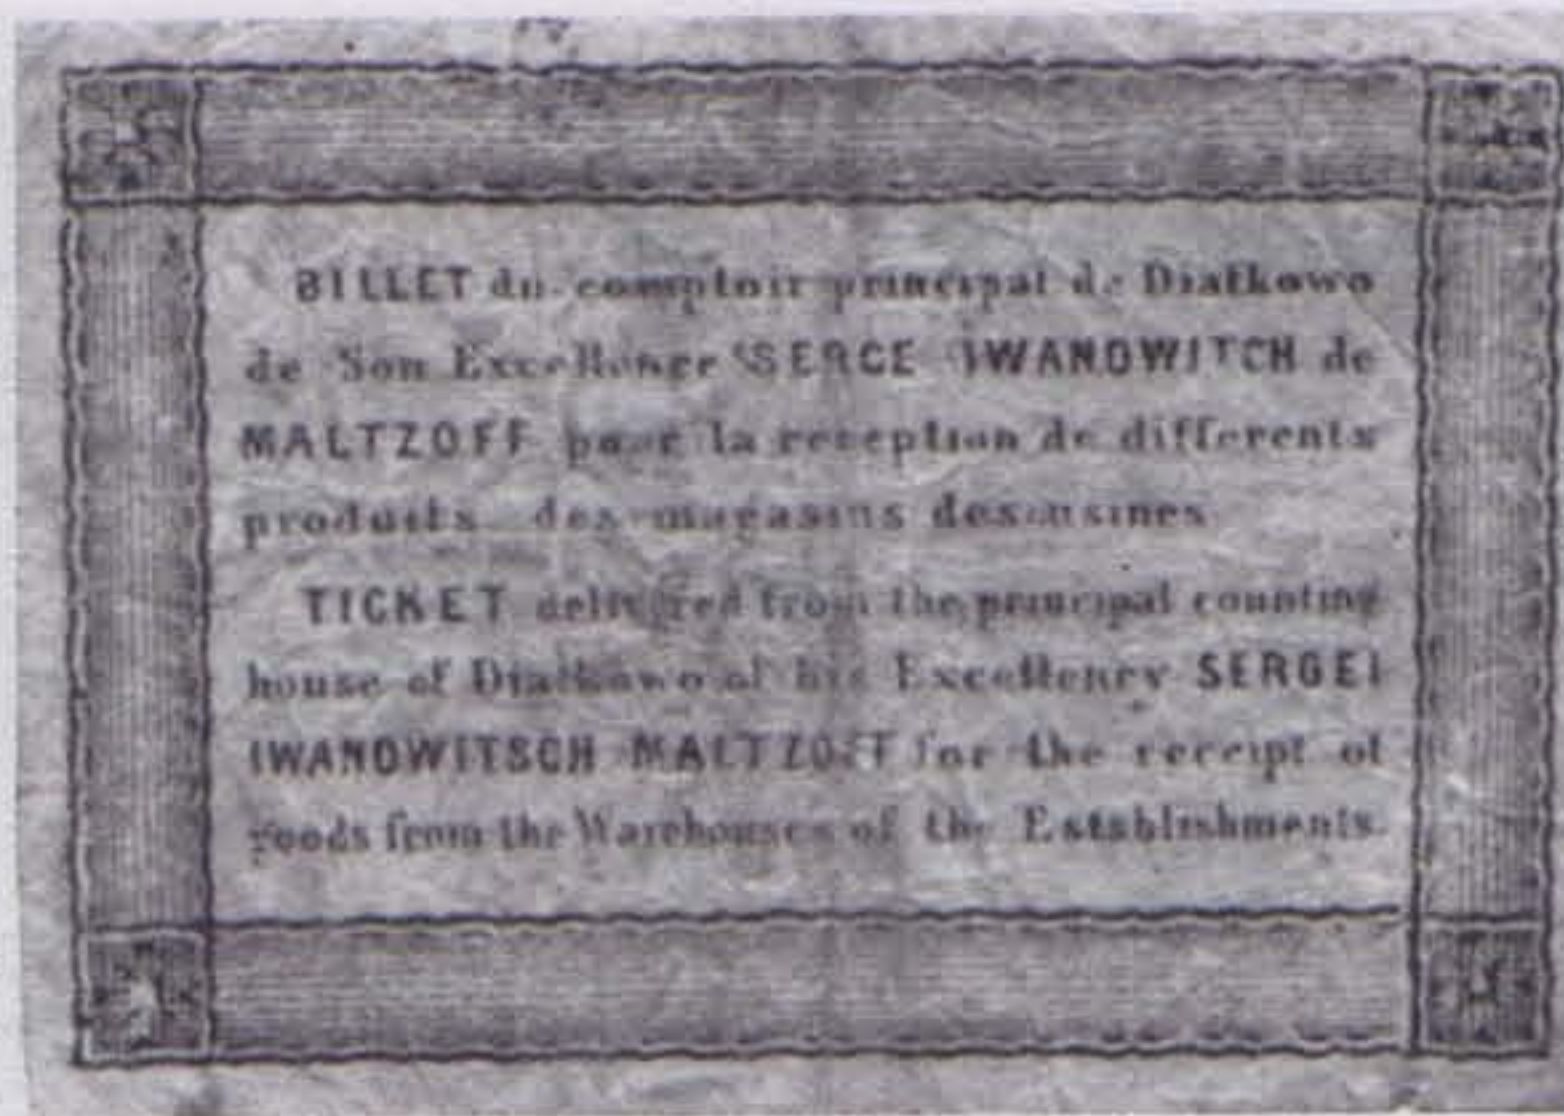 BILLET du comptoir principal de Diatkowo
de Son Excellence SERGE IWANOWITCH de
MALTZOFF pour la reception de differents
produits des magasins des usines
TICKET delivered from the principal counting
house of Diatkowo of his Excellency SERGEI
IWANOWITSCH MALTZOFF for the receipt of
goods from the Warehouses of the Establishments.